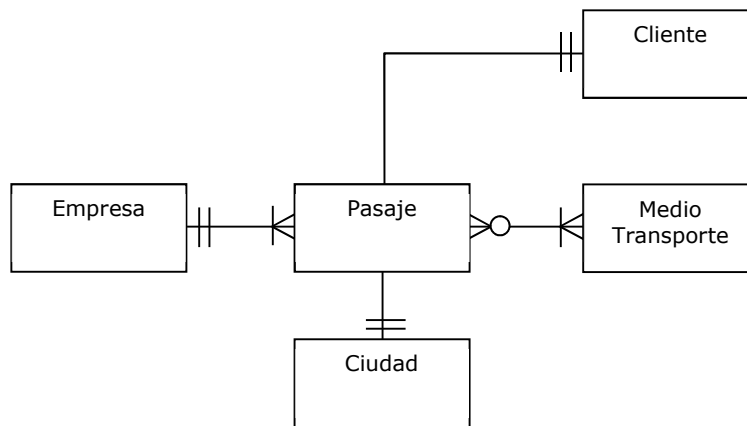 Cliente
Empresa
Pasaje
Medio
Transporte
Ciudad